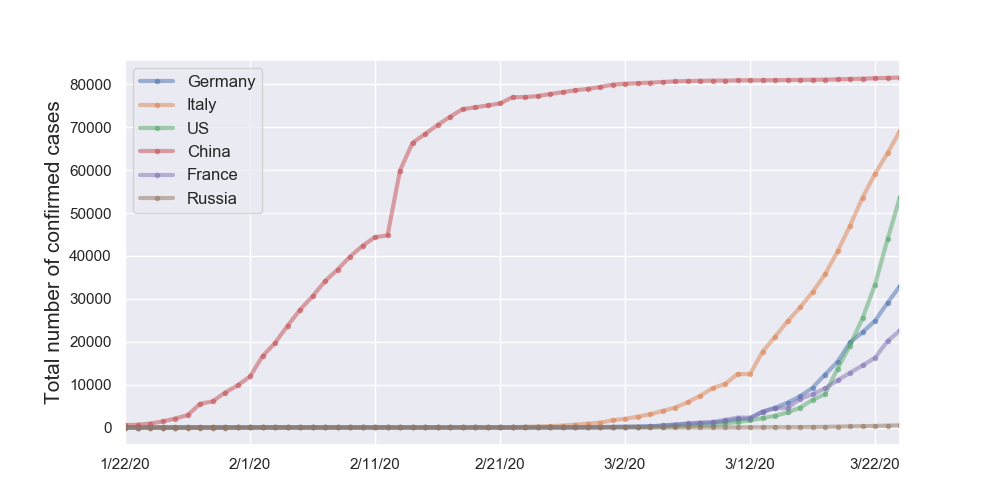 Total number of confirmed cases
80000
70000
60000
50000
40000
30000
20000
10000
0
Germany
Italy
US
China
France
Russia
1/22/20
2/1/20
2/11/20
2/21/20
3/2/20
3/12/20
3/22/20